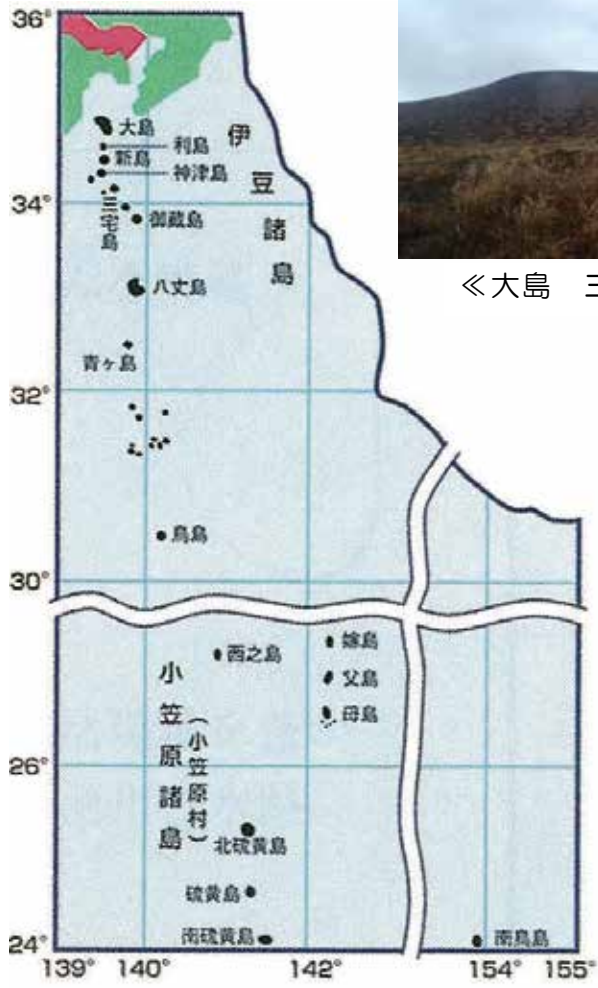 36°
大島
利島
新島
神津島
三宅島
御蔵島
伊豆諸島
34°
八丈島
≪大島
青ヶ島
32°
鳥島
30°
西之島
嫁島
父島
母島
小笠原諸島
(小笠原村)
26°
北硫黄島
硫黄島
南硫黄島
南鳥島
24°
139° 140° 142° 154° 155°